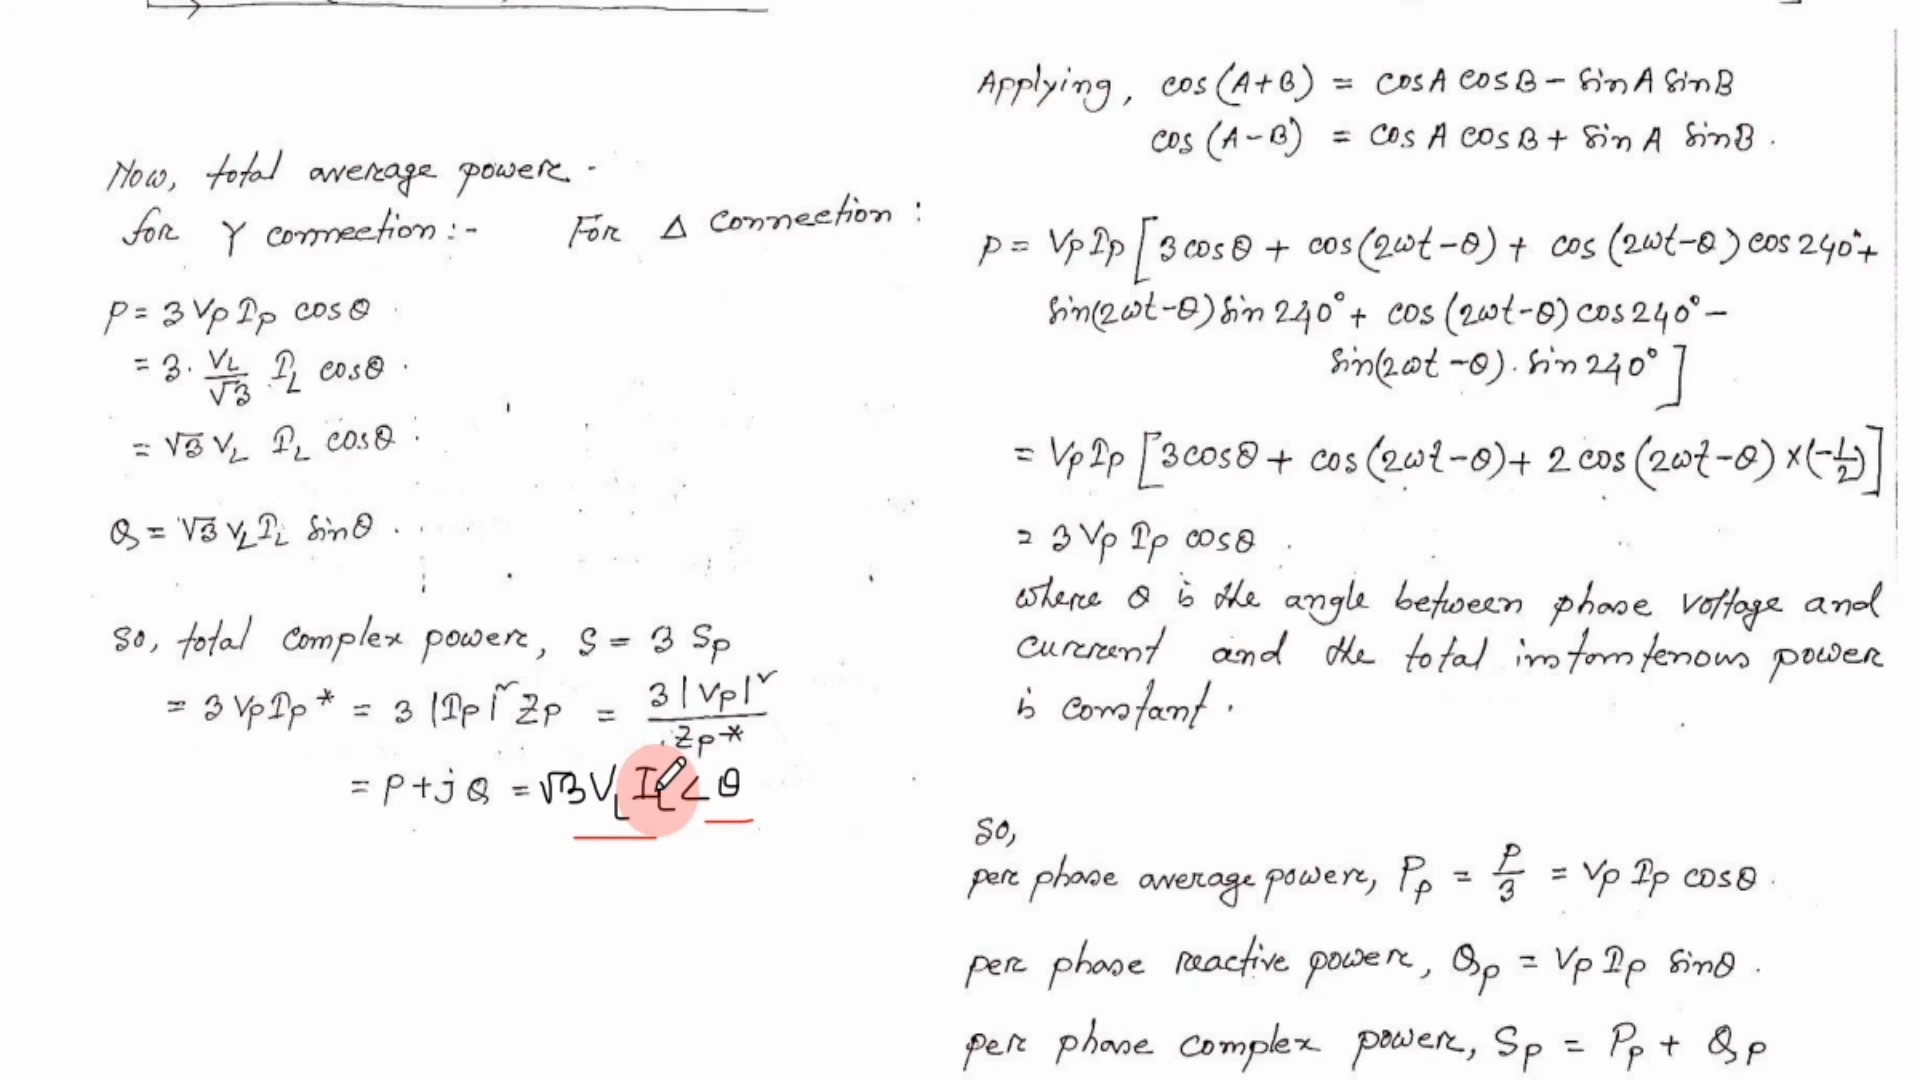 Now, total average power -
for Y connection :- For Δ connection :
P = 3 Vp Ip cosθ
= 3 · VL/√3 · IL cosθ
= √3 VL IL cosθ
Q = √3 VL IL sinθ
So, total complex power, S = 3 Sp
= 3 Vp Ip* = 3 |Ip|² Zp = 3 |Vp|² / Zp*
= P + jQ = √3 VL IL ∠ θ
Applying, cos (A+B) = cosA cosB - sinA sinB
cos (A-B) = cos A cosB + sin A sinB .
p = Vp Ip [ 3 cosθ + cos(2ωt-θ) + cos (2ωt-θ) cos 240° +
sin(2ωt-θ) sin 240° + cos (2ωt-θ) cos 240° -
sin(2ωt-θ) . sin 240° ]
= Vp Ip [ 3cosθ + cos (2ωt-θ) + 2 cos (2ωt-θ) × (-1/2) ]
= 3 Vp Ip cosθ .
where θ is the angle between phase voltage and
current and the total instantenous power
is constant .
So,
per phase average power, Pp = P/3 = Vp Ip cosθ .
per phase reactive power, Qp = Vp Ip sinθ .
per phase complex power, Sp = Pp + Qp